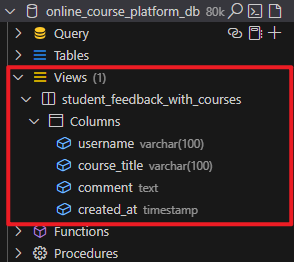 online_course_platform_db 80k
Query
Tables
Views (1)
student_feedback_with_courses
Columns
username varchar(100)
course_title varchar(100)
comment text
created_at timestamp
Functions
Procedures